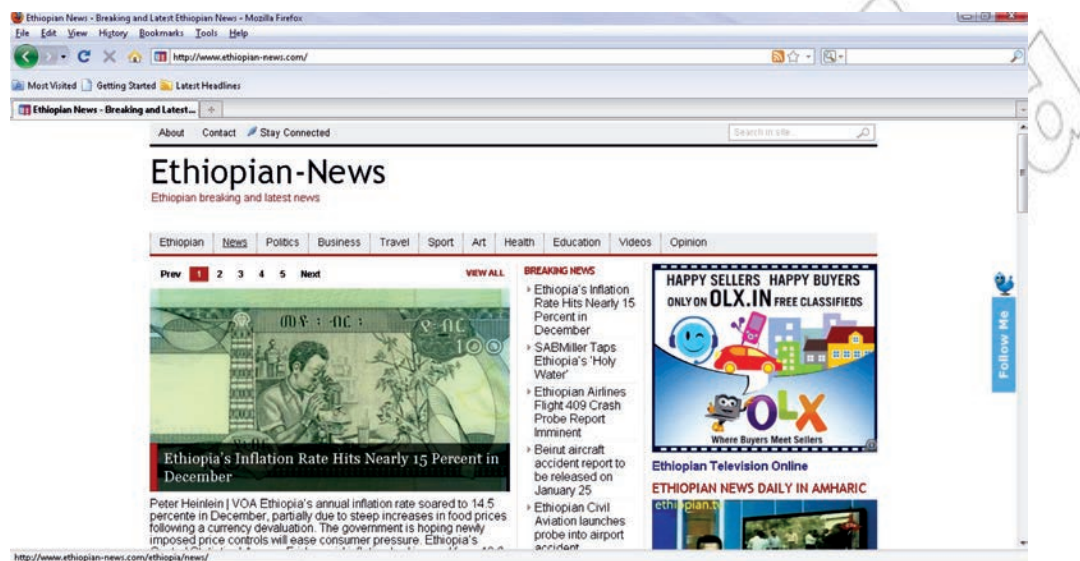 Ethiopian News - Breaking and Latest Ethiopian News - Mozilla Firefox
File Edit View History Bookmarks Tools Help
http://www.ethiopian-news.com/
Most Visited Getting Started Latest Headlines
Ethiopian News - Breaking and Latest...
About Contact Stay Connected
Search in site...
Ethiopian-News
Ethiopian breaking and latest news
Ethiopian News Politics Business Travel Sport Art Health Education Videos Opinion
Prev 1 2 3 4 5 Next VIEW ALL
ብር
100
Ethiopia's Inflation Rate Hits Nearly 15 Percent in
December
Peter Heinlein | VOA Ethiopia's annual inflation rate soared to 14.5
percente in December, partially due to steep increases in food prices
following a currency devaluation. The government is hoping newly
imposed price controls will ease consumer pressure. Ethiopia's
BREAKING NEWS
Ethiopia's Inflation
Rate Hits Nearly 15
Percent in
December
SABMiller Taps
Ethiopia's 'Holy
Water'
Ethiopian Airlines
Flight 409 Crash
Probe Report
Imminent
Beirut aircraft
accident report to
be released on
January 25
Ethiopian Civil
Aviation launches
probe into airport
accident
HAPPY SELLERS HAPPY BUYERS
ONLY ON OLX.IN FREE CLASSIFIEDS
OLX
Where Buyers Meet Sellers
Ethiopian Television Online
ETHIOPIAN NEWS DAILY IN AMHARIC
ethiopian.tv
Follow Me
http://www.ethiopian-news.com/ethiopia/news/